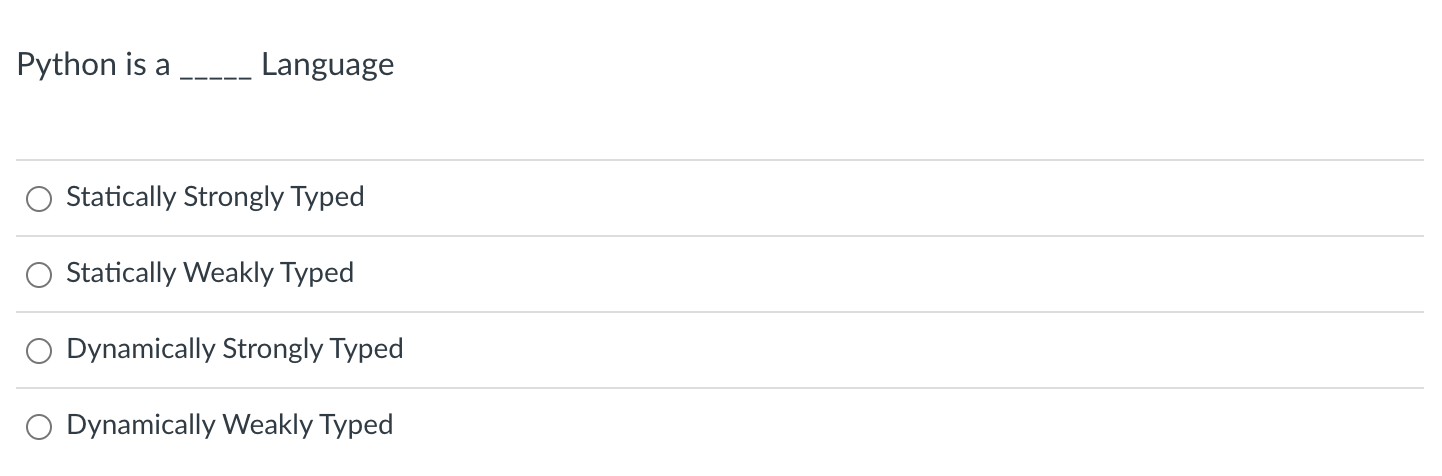 Python is a _____ Language
Statically Strongly Typed
Statically Weakly Typed
Dynamically Strongly Typed
Dynamically Weakly Typed